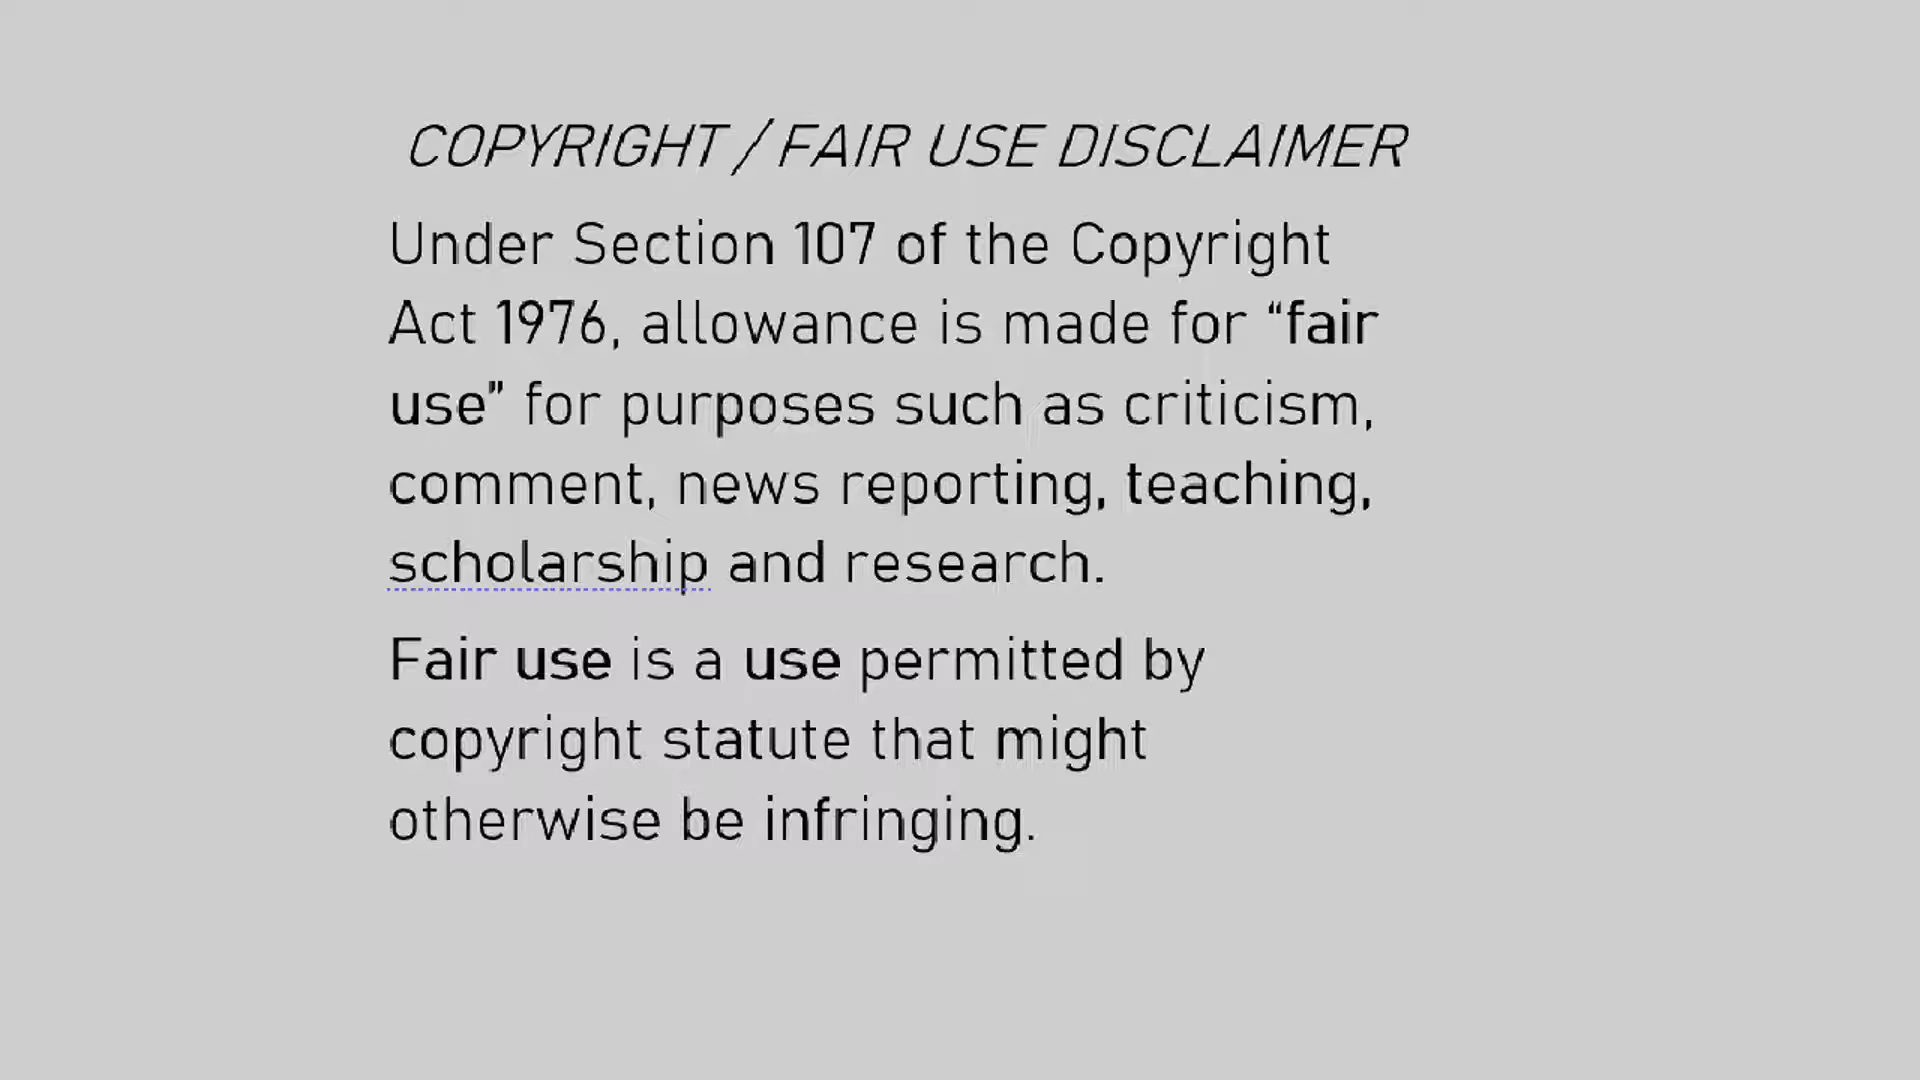 COPYRIGHT / FAIR USE DISCLAIMER
Under Section 107 of the Copyright
Act 1976, allowance is made for “fair
use” for purposes such as criticism,
comment, news reporting, teaching,
scholarship and research.
Fair use is a use permitted by
copyright statute that might
otherwise be infringing.